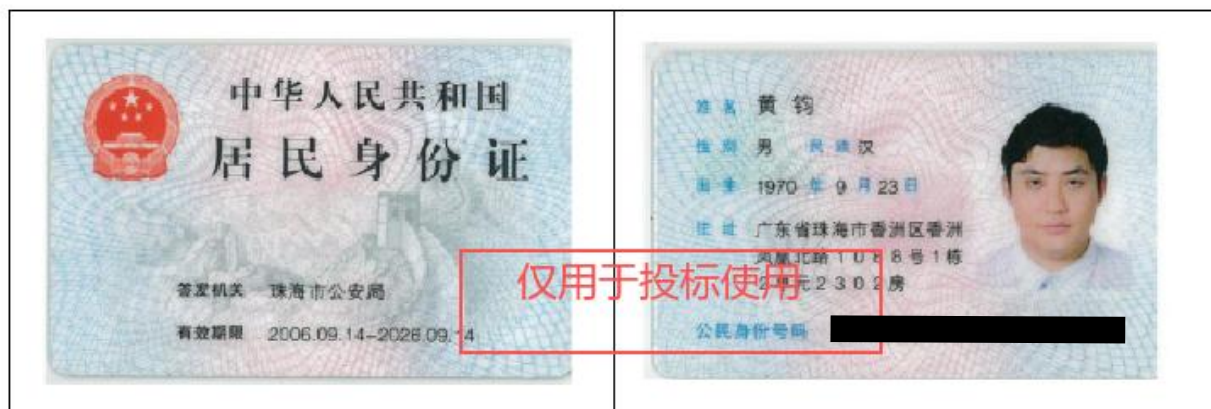 中华人民共和国
居民身份证
签发机关 珠海市公安局
有效期限 2006.09.14-2026.09.14
姓名 黄钧
性别 男 民族 汉
出生 1970 年 9 月 23 日
住址 广东省珠海市香洲区香洲
凤凰北路1088号1栋
2单元2302房
公民身份号码
仅用于投标使用